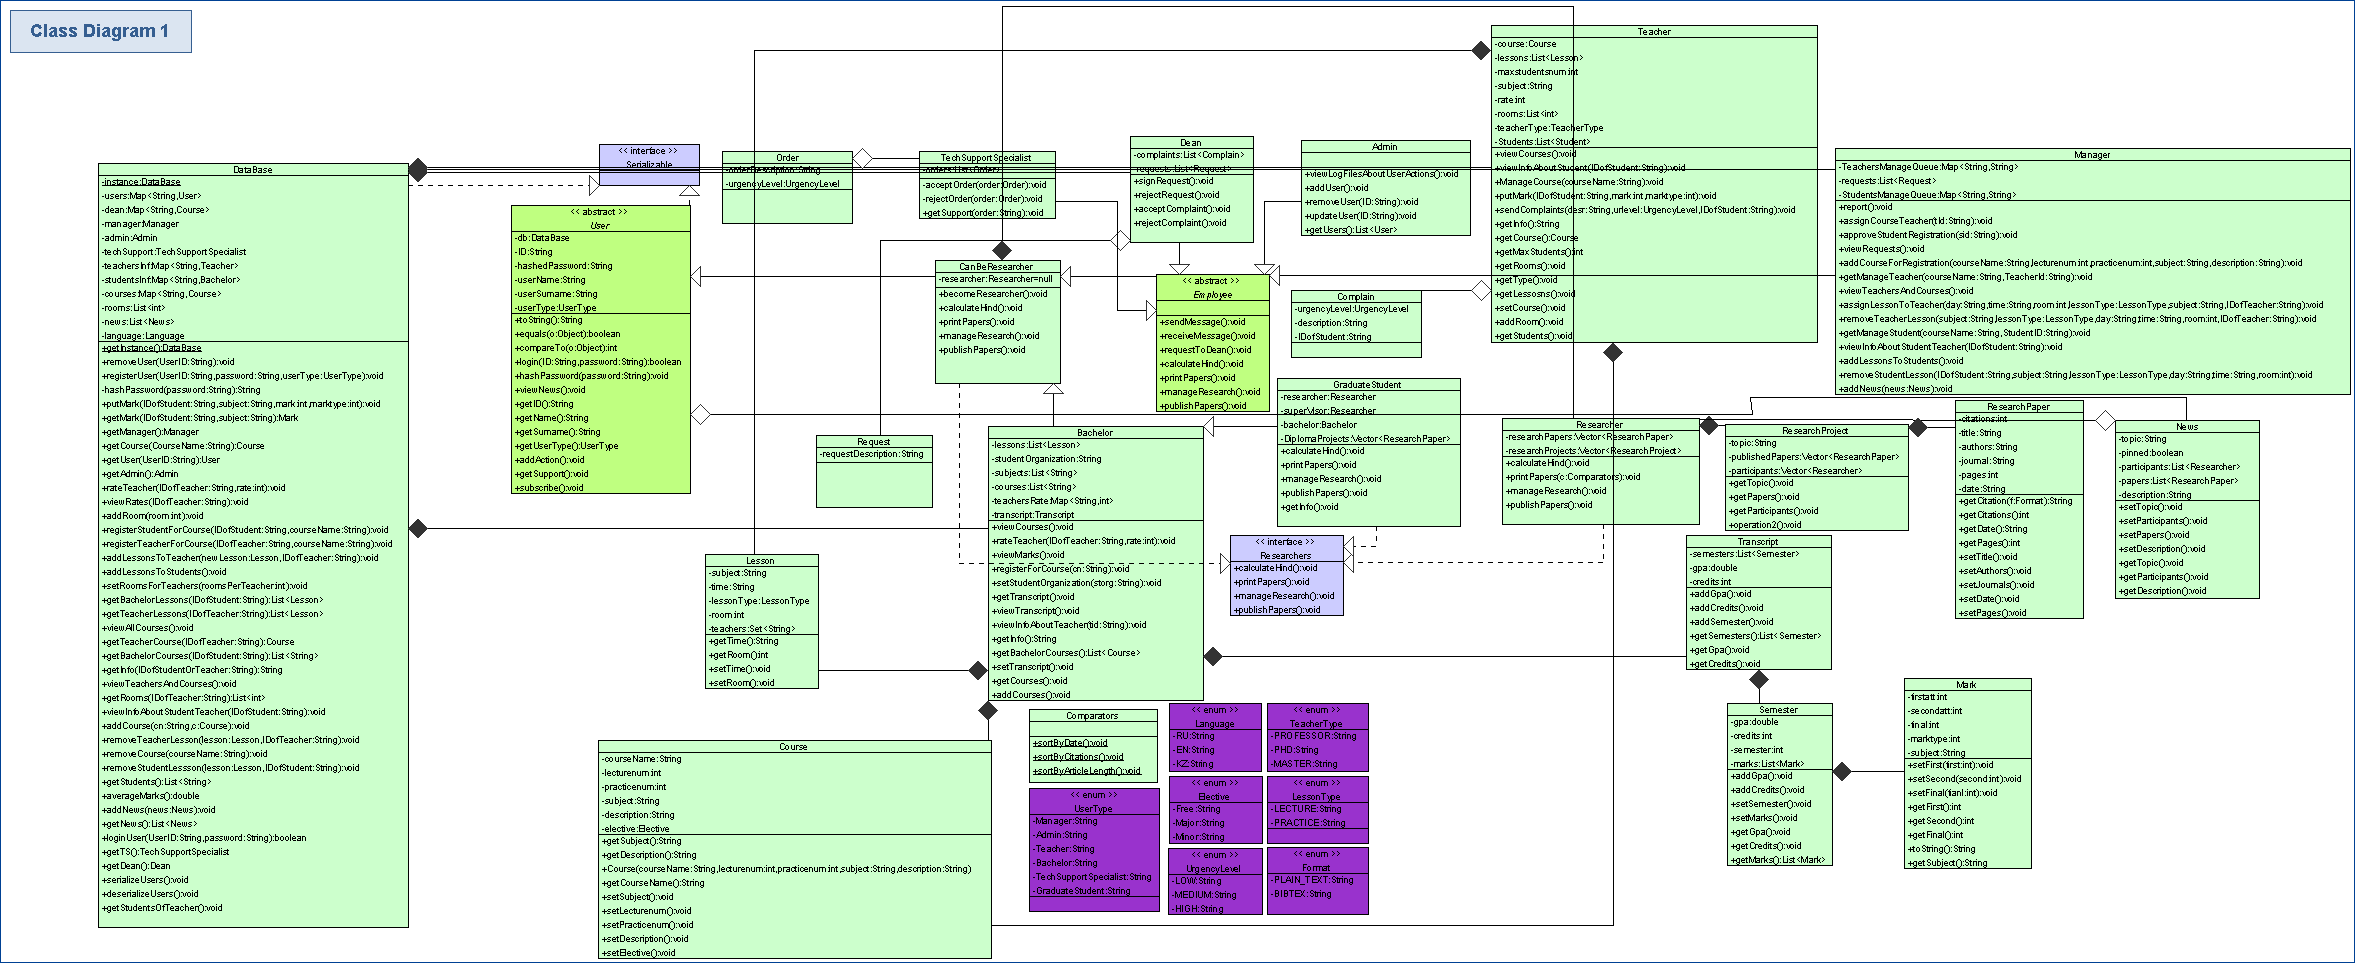 Class Diagram 1
DataBase
-instance:DataBase
-users:Map<String,User>
-dean:Map<String,Course>
-manager:Manager
-admin:Admin
-techSupport:TechSupportSpecialist
-teachersInf:Map<String,Teacher>
-studentsInf:Map<String,Bachelor>
-courses:Map<String,Course>
-rooms:List<int>
-news:List<News>
-language:Language
+getInstance():DataBase
+removeUser(UserID:String):void
+registerUser(UserID:String,password:String,userType:UserType):void
-hashPassword(password:String):String
+putMark(IDofStudent:String,subject:String,mark:int,marktype:int):void
+getMark(IDofStudent:String,subject:String):Mark
+getManager():Manager
+getCourse(CourseName:String):Course
+getUser(UserID:String):User
+getAdmin():Admin
+rateTeacher(IDofTeacher:String,rate:int):void
+viewRates(IDofTeacher:String):void
+addRoom(room:int):void
+registerStudentForCourse(IDofStudent:String,courseName:String):void
+registerTeacherForCourse(IDofTeacher:String,courseName:String):void
+addLessonsToTeacher(newLesson:Lesson,IDofTeacher:String):void
+addLessonsToStudents():void
+setRoomsForTeachers(roomsPerTeacher:int):void
+getBachelorLessons(IDofStudent:String):List<Lesson>
+getTeacherLessons(IDofTeacher:String):List<Lesson>
+viewAllCourses():void
+getTeacherCourse(IDofTeacher:String):Course
+getBachelorCourses(IDofStudent:String):List<String>
+getInfo(IDofStudentOrTeacher:String):String
+viewTeachersAndCourses():void
+getRooms(IDofTeacher:String):List<int>
+viewInfoAboutStudentTeacher(IDofStudent:String):void
+addCourse(cn:String,c:Course):void
+removeTeacherLesson(lesson:Lesson,IDofTeacher:String)
+removeCourse(courseName:String):void
+removeStudentLessson(lesson:Lesson,IDofStudent:String):void
+getStudents():List<String>
+averageMarks():double
+addNews(news:News):void
+getNews():List<News>
+loginUser(UserID:String,password:String):boolean
+getTS():TechSupportSpecialist
+getDean():Dean
+serializeUsers():void
+deserializeUsers():void
+getStudentsOfTeacher():void
<< interface >>
Serializable
<< abstract >>
User
-db:DataBase
-ID:String
-hashedPassword:String
-userName:String
-userSurname:String
-userType:UserType
+toString():String
+equals(o:Object):boolean
+compareTo(o:Object):int
+login(ID:String,password:String):boolean
+hashPassword(password:String):void
+viewNews():void
+getID():String
+getName():String
+getSurname():String
+getUserType():UserType
+addAction():void
+getSupport():void
+subscribe():void
Order
-orderDescription:String
-urgencyLevel:UrgencyLevel
TechSupportSpecialist
-orders:List<Order>
+acceptOrder(order:Order):void
-rejectOrder(order:Order):void
+getSupport(order:String):void
Dean
-complaints:List<Complain>
-requests:List<Request>
+signRequest():void
+rejectRequest():void
+acceptComplaint():void
+rejectComplaint():void
Admin
+viewLogFilesAboutUserActions():void
+addUser():void
+removeUser(ID:String):void
+updateUser(ID:String):void
+getUsers():List<User>
Teacher
-course:Course
-lessons:List<Lesson>
-maxstudentsnum:int
-subject:String
-rate:int
-rooms:List<int>
-teacherType:TeacherType
-Students:List<Student>
+viewCourses():void
+viewInfoAboutStudent(IDofStudent:String):void
+ManageCourse(courseName:String):void
+putMark(IDofStudent:String,mark:int,marktype:int):void
+sendComplaints(desr:String,urlevel:UrgencyLevel,IDofStudent:String):void
+getInfo():String
+getCourse():Course
+getMaxStudents():int
+getRooms():void
+getType():void
+getLessosns():void
+setCourse():void
+addRoom():void
+getStudents():void
Manager
-TeachersManageQueue:Map<String,String>
-requests:List<Request>
-StudentsManageQueue:Map<String,String>
+report():void
+assignCourseTeacher(tid:String):void
+approveStudentRegistration(sid:String):void
+viewRequests():void
+addCourseForRegistration(courseName:String,lecturenum:int,practicenum:int,subject:String,description:String):void
+getManageTeacher(courseName:String,TeacherId:String):void
+viewTeachersAndCourses():void
+assignLessonToTeacher(day:String,time:String,room:int,lessonType:LessonType,subject:String,IDofTeacher:String):void
+removeTeacherLesson(subject:String,lessonType:LessonType,day:String,time:String,room:int,IDofTeacher:String):void
+getManageStudent(courseName:String,StudentID:String):void
+viewInfoAboutStudentTeacher(IDofStudent:String):void
+addLessonsToStudents():void
+removeStudentLesson(IDofStudent:String,subject:String,lessonType:LessonType,day:String,time:String,room:int):void
+addNews(news:News):void
CanBeResearcher
-researcher:Researcher=null
+becomeResearcher():void
+calculateHind():void
+printPapers():void
+manageResearch():void
+publishPapers():void
<< abstract >>
Employee
+sendMessage():void
+receiveMessage():void
+requestToDean():void
+calculateHind():void
+printPapers():void
+manageResearch():void
+publishPapers():void
Complain
-urgencyLevel:UrgencyLevel
-description:String
-IDofStudent:String
GraduateStudent
-researcher:Researcher
-supervisor:Researcher
-bachelor:Bachelor
-DiplomaProjects:Vector<ResearchPaper>
+calculateHind():void
+printPapers():void
+manageResearch():void
+publishPapers():void
+getInfo():void
Request
-requestDescription:String
Bachelor
-lessons:List<Lesson>
-studentOrganization:String
-subjects:List<String>
-courses:List<String>
-teachersRate:Map<String,int>
-transcript:Transcript
+viewCourses():void
+rateTeacher(IDofTeacher:String,rate:int):void
+viewMarks():void
+registerForCourse(cn:String):void
+setStudentOrganization(storg:String):void
+getTranscript():void
+viewTranscript():void
+viewInfoAboutTeacher(tid:String):void
+getInfo():String
+getBachelorCourses():List<Course>
+setTranscript():void
+getCourses():void
+addCourses():void
Researcher
-researchPapers:Vector<ResearchPaper>
-researchProjects:Vector<ResearchProject>
+calculateHind():void
+printPapers(c:Comparators):void
+manageResearch():void
+publishPapers():void
ResearchProject
-topic:String
-publishedPapers:Vector<ResearchPaper>
-participants:Vector<Researcher>
+getTopic():void
+getPapers():void
+getParticipants():void
+operation2():void
ResearchPaper
-citations:int
-title:String
-authors:String
-journal:String
-pages:int
-date:String
+getCitation(f:Format):String
+getCitations():int
+getDate():String
+getPages():int
+setTitle():void
+setAuthors():void
+setJournals():void
+setDate():void
+setPages():void
News
-topic:String
-pinned:boolean
-participants:List<Researcher>
-papers:List<ResearchPaper>
-description:String
+setTopic():void
+setParticipants():void
+setPapers():void
+setDescription():void
+getTopic():void
+getParticipants():void
+getDescription():void
<< interface >>
Researchers
+calculateHind():void
+printPapers():void
+manageResearch():void
+publishPapers():void
Transcript
-semesters:List<Semester>
-gpa:double
-credits:int
+addGpa():void
+addCredits():void
+addSemester():void
+getSemesters():List<Semester>
+getGpa():void
+getCredits():void
Lesson
-subject:String
-time:String
-lessonType:LessonType
-room:int
-teachers:Set<String>
+getTime():String
+getRoom():int
+setTime():void
+setRoom():void
Course
-courseName:String
-lecturenum:int
-practicenum:int
-subject:String
-description:String
-elective:Elective
+getSubject():String
+getDescription():String
+Course(courseName:String,lecturenum:int,practicenum:int,subject:String,description:String)
+getCourseName():String
+setSubject():void
+setLecturenum():void
+setPracticenum():void
+setDescription():void
+setElective():void
Comparators
+sortByDate():void
+sortByCitations():void
+sortByArticleLength():void
<< enum >>
UserType
-Manager:String
-Admin:String
-Teacher:String
-Bachelor:String
-TechSupportSpecialist:String
-GraduateStudent:String
<< enum >>
Language
-RU:String
-EN:String
-KZ:String
<< enum >>
TeacherType
-PROFESSOR:String
-PHD:String
-MASTER:String
<< enum >>
Elective
-Free:String
-Major:String
-Minor:String
<< enum >>
LessonType
-LECTURE:String
-PRACTICE:String
<< enum >>
UrgencyLevel
-LOW:String
-MEDIUM:String
-HIGH:String
<< enum >>
Format
-PLAIN_TEXT:String
-BIBTEX:String
Semester
-gpa:double
-credits:int
-semester:int
-marks:List<Mark>
+addGpa():void
+addCredits():void
+setSemester():void
+setMarks():void
+getGpa():void
+getCredits():void
+getMarks():List<Mark>
Mark
-firstatt:int
-secondatt:int
-final:int
-marktype:int
-subject:String
+setFirst(first:int):void
+setSecond(second:int):void
+setFinal(fianl:int):void
+getFirst():int
+getSecond():int
+getFinal():int
+toString():String
+getSubject():String